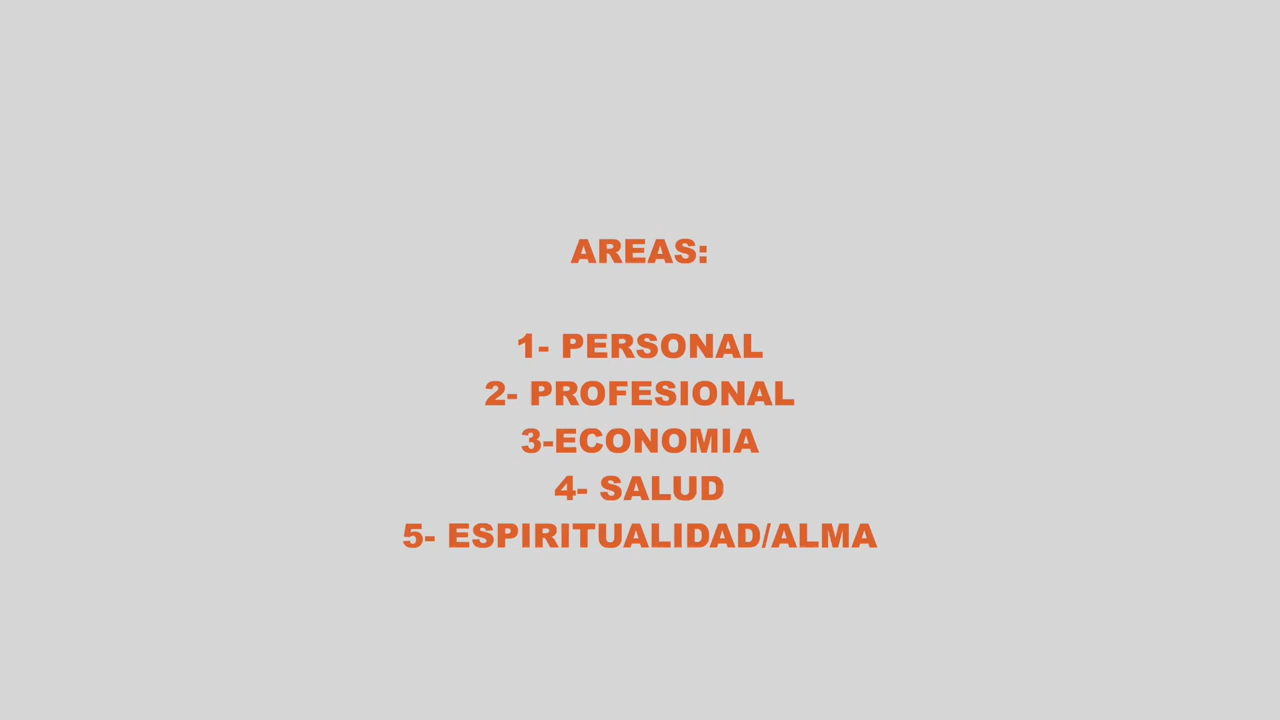 AREAS:
1- PERSONAL
2- PROFESIONAL
3-ECONOMIA
4- SALUD
5- ESPIRITUALIDAD/ALMA